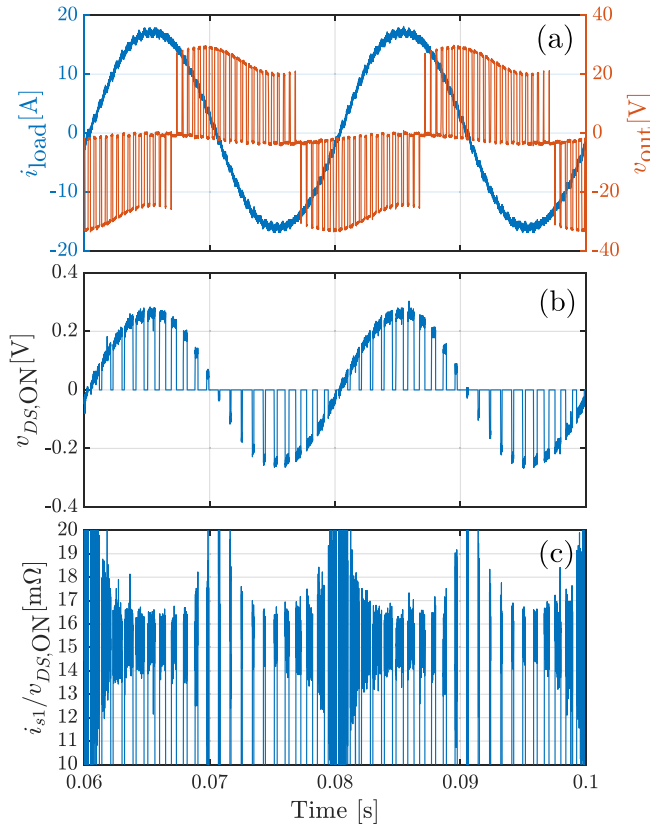 20 40
(a)
10 20
0 0
-10 -20
-20 -40
i_load[A]
v_out[V]
0.4
(b)
0.2
0
-0.2
-0.4
v_DS,ON[V]
20
(c)
19
18
17
16
15
14
13
12
11
10
i_s1/v_DS,ON[mΩ]
0.06 0.07 0.08 0.09 0.1
Time [s]